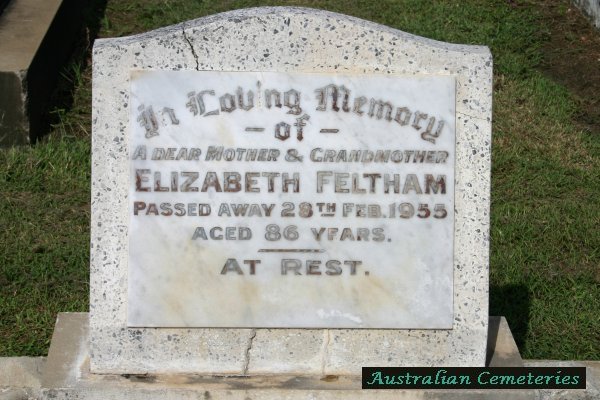 In Loving Memory
– of –
A DEAR MOTHER & GRANDMOTHER
ELIZABETH FELTHAM
PASSED AWAY 28TH FEB. 1955
AGED 86 YEARS.
AT REST.
Australian Cemeteries